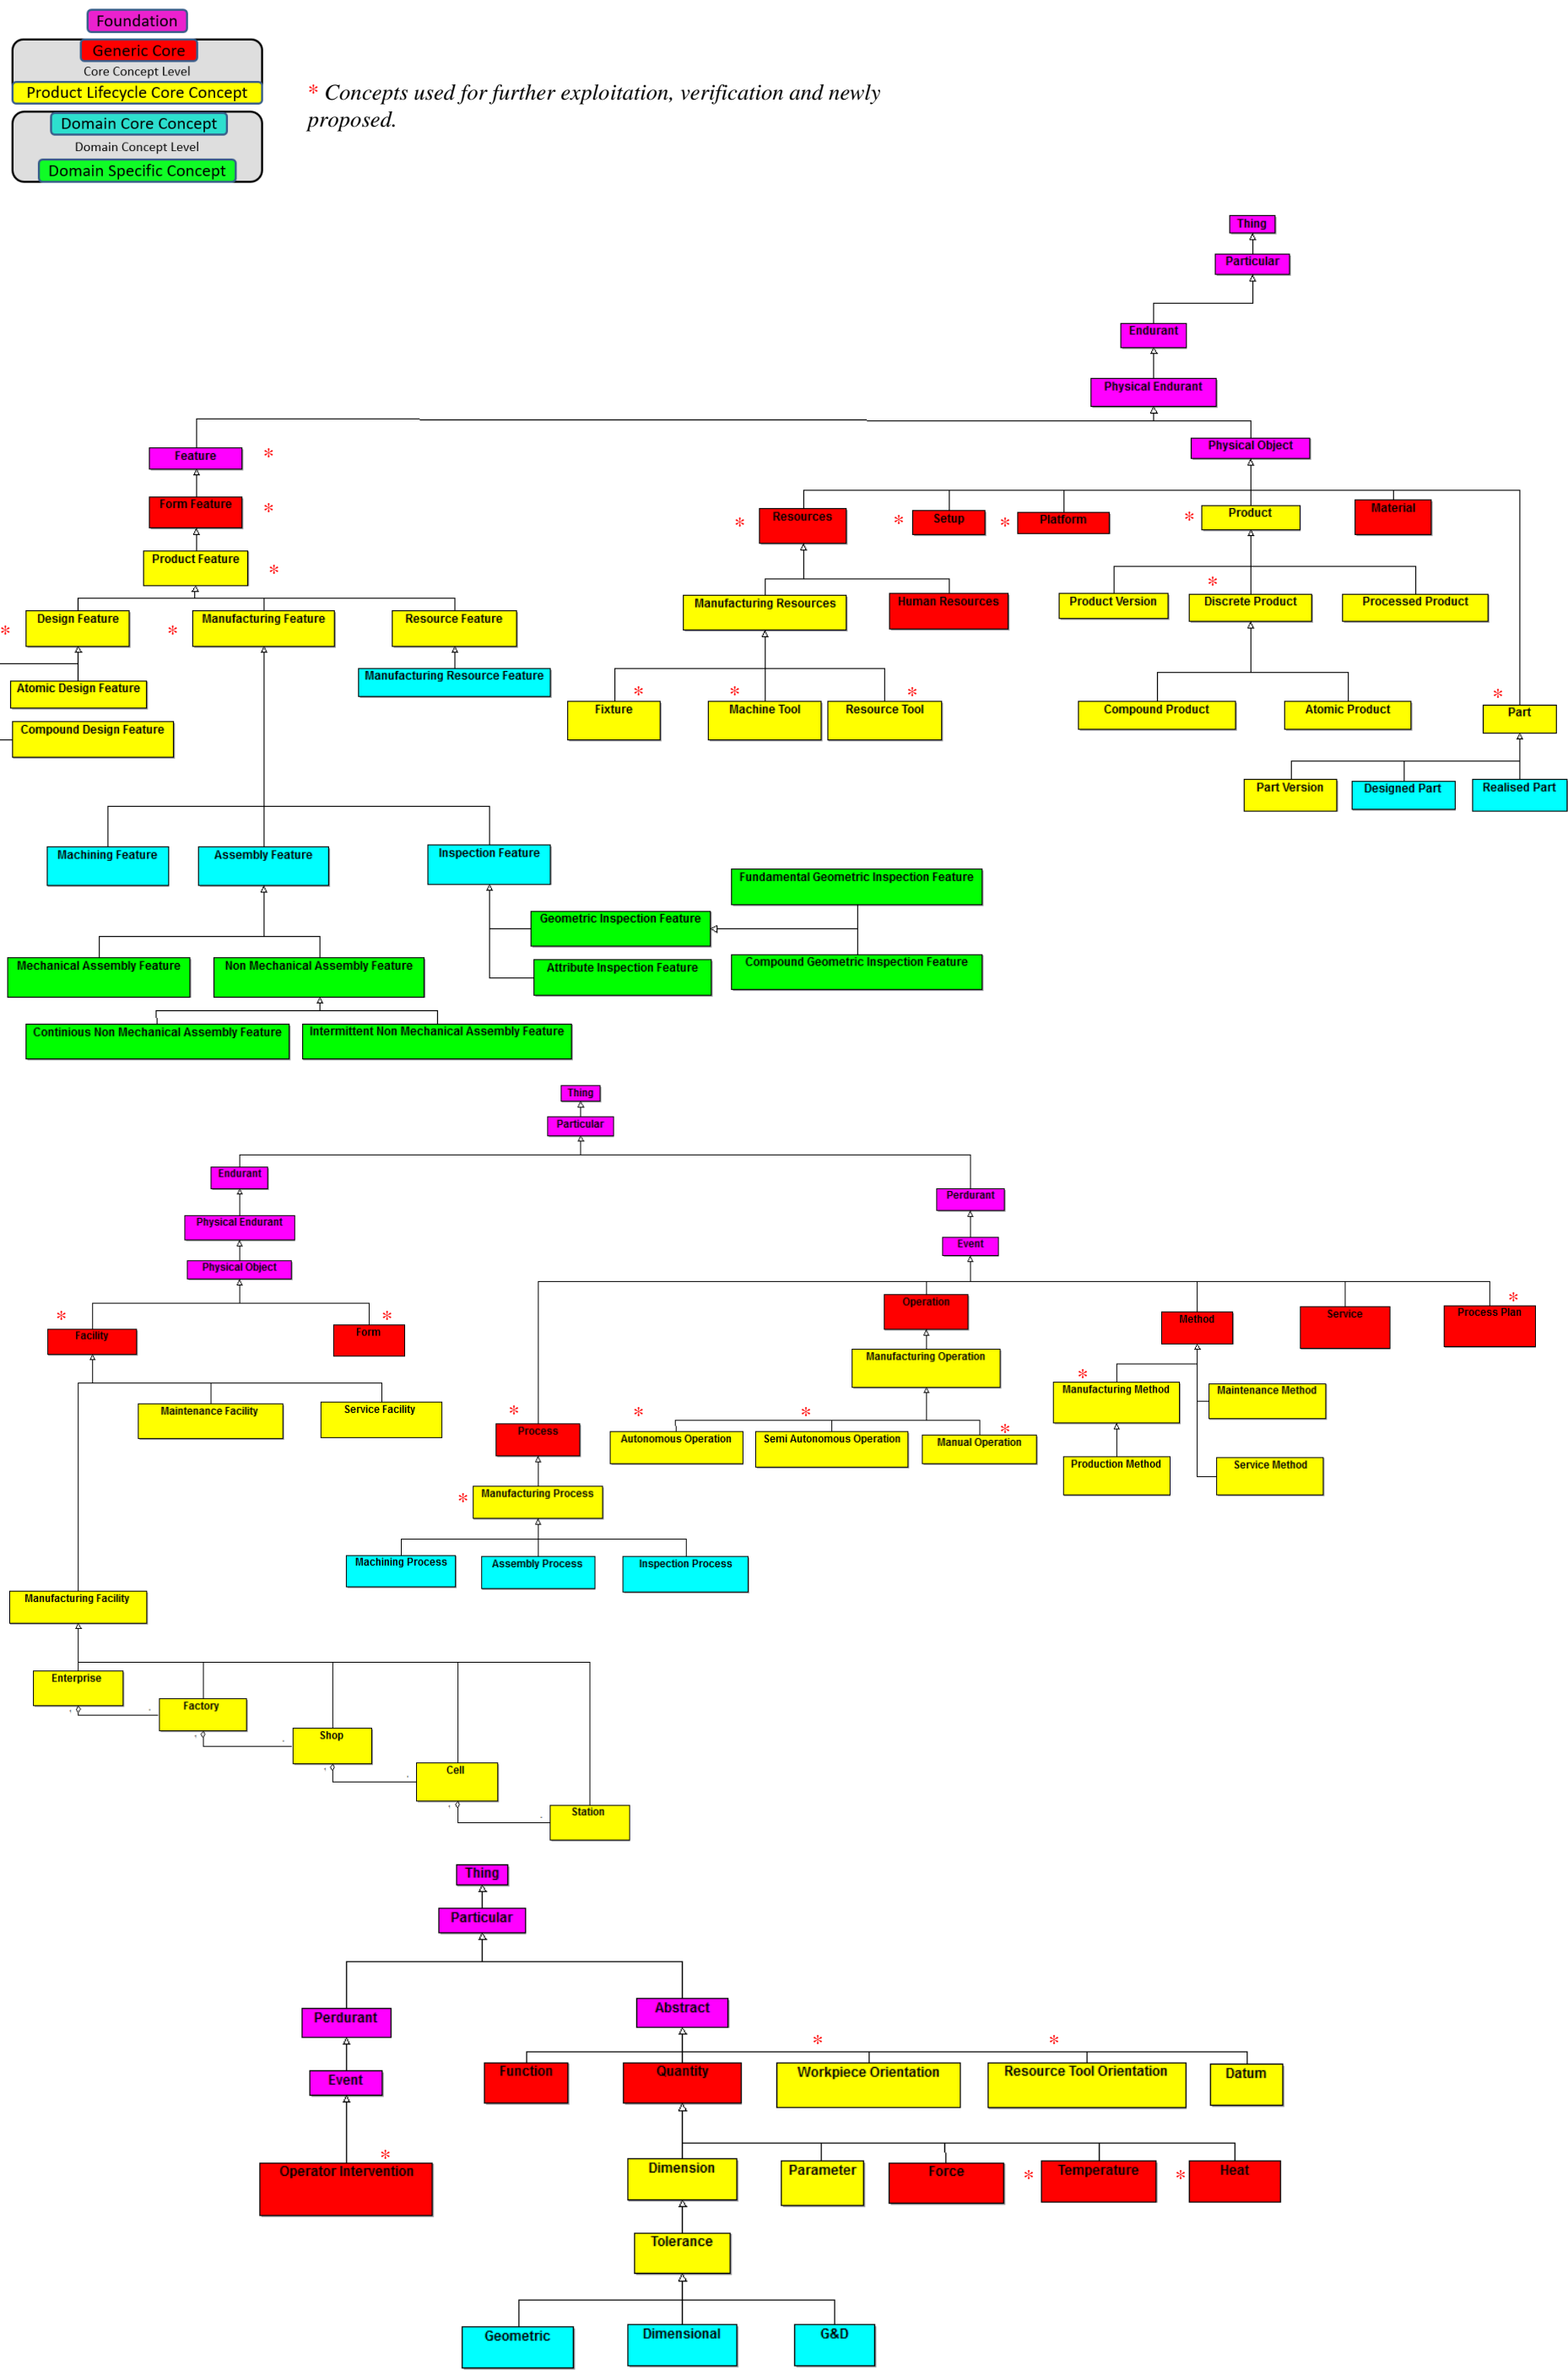 Foundation
Generic Core
Core Concept Level
Product Lifecycle Core Concept
Domain Core Concept
Domain Concept Level
Domain Specific Concept
* Concepts used for further exploitation, verification and newly
proposed.
Thing
Particular
Endurant
Physical Endurant
Feature *
Physical Object
Form Feature *
* Resources
* Setup
* Platform
* Product
Material
Product Feature *
* Design Feature
* Manufacturing Feature
Resource Feature
Manufacturing Resources
Human Resources
Product Version
* Discrete Product
Processed Product
Atomic Design Feature
Manufacturing Resource Feature
Compound Design Feature
Fixture *
* Machine Tool
Resource Tool *
Compound Product
Atomic Product
* Part
Part Version
Designed Part
Realised Part
Machining Feature
Assembly Feature
Inspection Feature
Fundamental Geometric Inspection Feature
Geometric Inspection Feature
Compound Geometric Inspection Feature
Attribute Inspection Feature
Mechanical Assembly Feature
Non Mechanical Assembly Feature
Continious Non Mechanical Assembly Feature
Intermittent Non Mechanical Assembly Feature
Thing
Particular
Endurant
Perdurant
Physical Endurant
Event
Physical Object
* Facility
Form *
Operation
Method
Service
Process Plan *
Manufacturing Operation
* Manufacturing Method
Maintenance Method
Maintenance Facility
Service Facility
* Process
* Autonomous Operation
* Semi Autonomous Operation
Manual Operation *
Production Method
Service Method
* Manufacturing Process
Machining Process
Assembly Process
Inspection Process
Manufacturing Facility
Enterprise
Factory
Shop
Cell
Station
Thing
Particular
Perdurant
Abstract
Event
Function
Quantity
* Workpiece Orientation
* Resource Tool Orientation
Datum
Operator Intervention *
Dimension
Parameter
Force
* Temperature
* Heat
Tolerance
Geometric
Dimensional
G&D